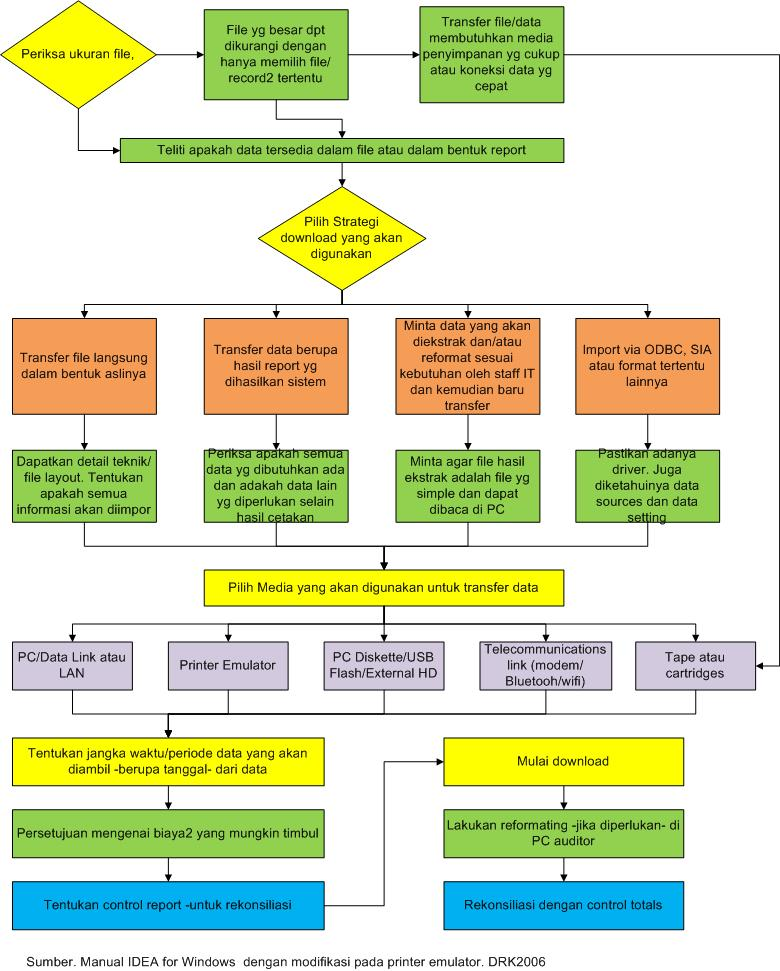 Periksa ukuran file,
File yg besar dpt
dikurangi dengan
hanya memilih file/
record2 tertentu
Transfer file/data
membutuhkan media
penyimpanan yg cukup
atau koneksi data yg
cepat
Teliti apakah data tersedia dalam file atau dalam bentuk report
Pilih Strategi
download yang akan
digunakan
Transfer file langsung
dalam bentuk aslinya
Transfer data berupa
hasil report yg
dihasilkan sistem
Minta data yang akan
diekstrak dan/atau
reformat sesuai
kebutuhan oleh staff IT
dan kemudian baru
transfer
Import via ODBC, SIA
atau format tertentu
lainnya
Dapatkan detail teknik/
file layout. Tentukan
apakah semua
informasi akan diimpor
Periksa apakah semua
data yg dibutuhkan ada
dan adakah data lain
yg diperlukan selain
hasil cetakan
Minta agar file hasil
ekstrak adalah file yg
simple dan dapat
dibaca di PC
Pastikan adanya
driver. Juga
diketahuinya data
sources dan data
setting
Pilih Media yang akan digunakan untuk transfer data
PC/Data Link atau
LAN
Printer Emulator
PC Diskette/USB
Flash/External HD
Telecommunications
link (modem/
Bluetooh/wifi)
Tape atau
cartridges
Tentukan jangka waktu/periode data yang akan
diambil -berupa tanggal- dari data
Persetujuan mengenai biaya2 yang mungkin timbul
Tentukan control report -untuk rekonsiliasi
Mulai download
Lakukan reformating -jika diperlukan- di
PC auditor
Rekonsiliasi dengan control totals
Sumber. Manual IDEA for Windows  dengan modifikasi pada printer emulator. DRK2006